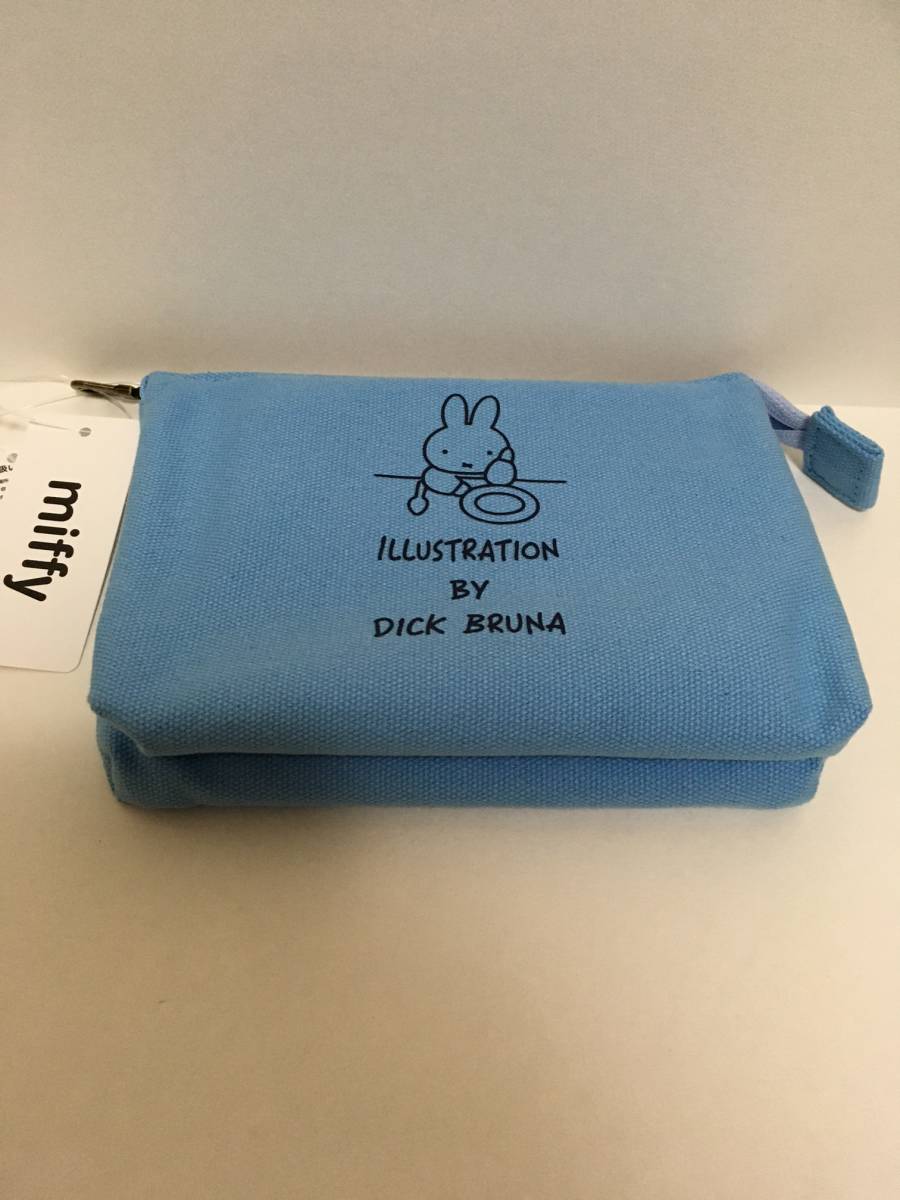 miffy
ILLUSTRATION
BY
DICK BRUNA